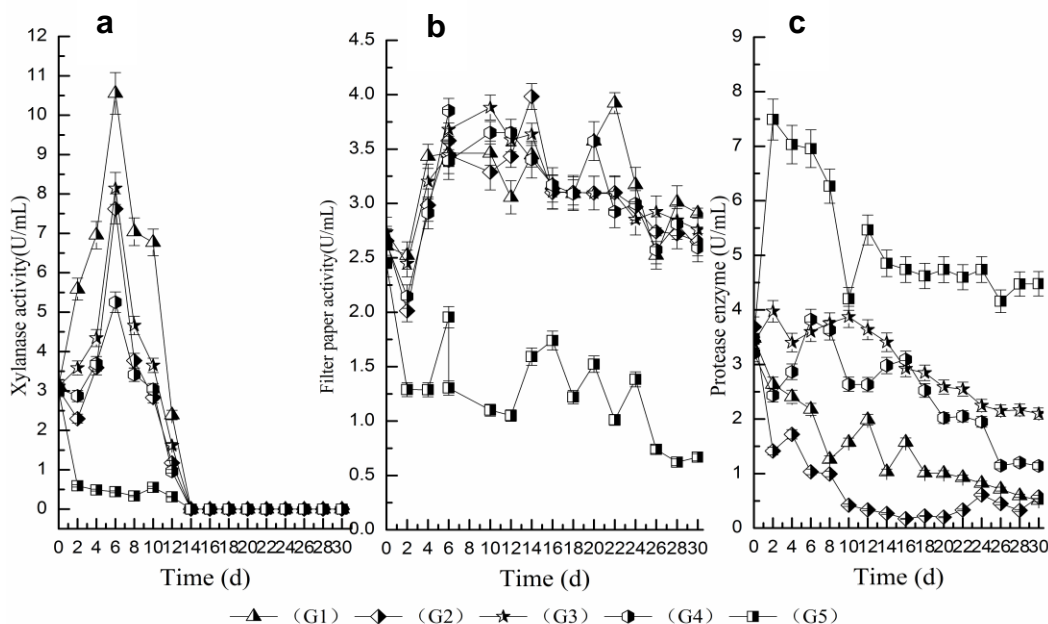 a
b
c
Xylanase activity(U/mL)
12
11
10
9
8
7
6
5
4
3
2
1
0
0 2 4 6 8 10 12 14 16 18 20 22 24 26 28 30
Time (d)
Filter paper activity(U/mL)
4.5
4.0
3.5
3.0
2.5
2.0
1.5
1.0
0.5
0.0
0 2 4 6 8 10 12 14 16 18 20 22 24 26 28 30
Time (d)
Protease enzyme (U/mL)
9
8
7
6
5
4
3
2
1
0
0 2 4 6 8 10 12 14 16 18 20 22 24 26 28 30
Time (d)
(G1) (G2) (G3) (G4) (G5)